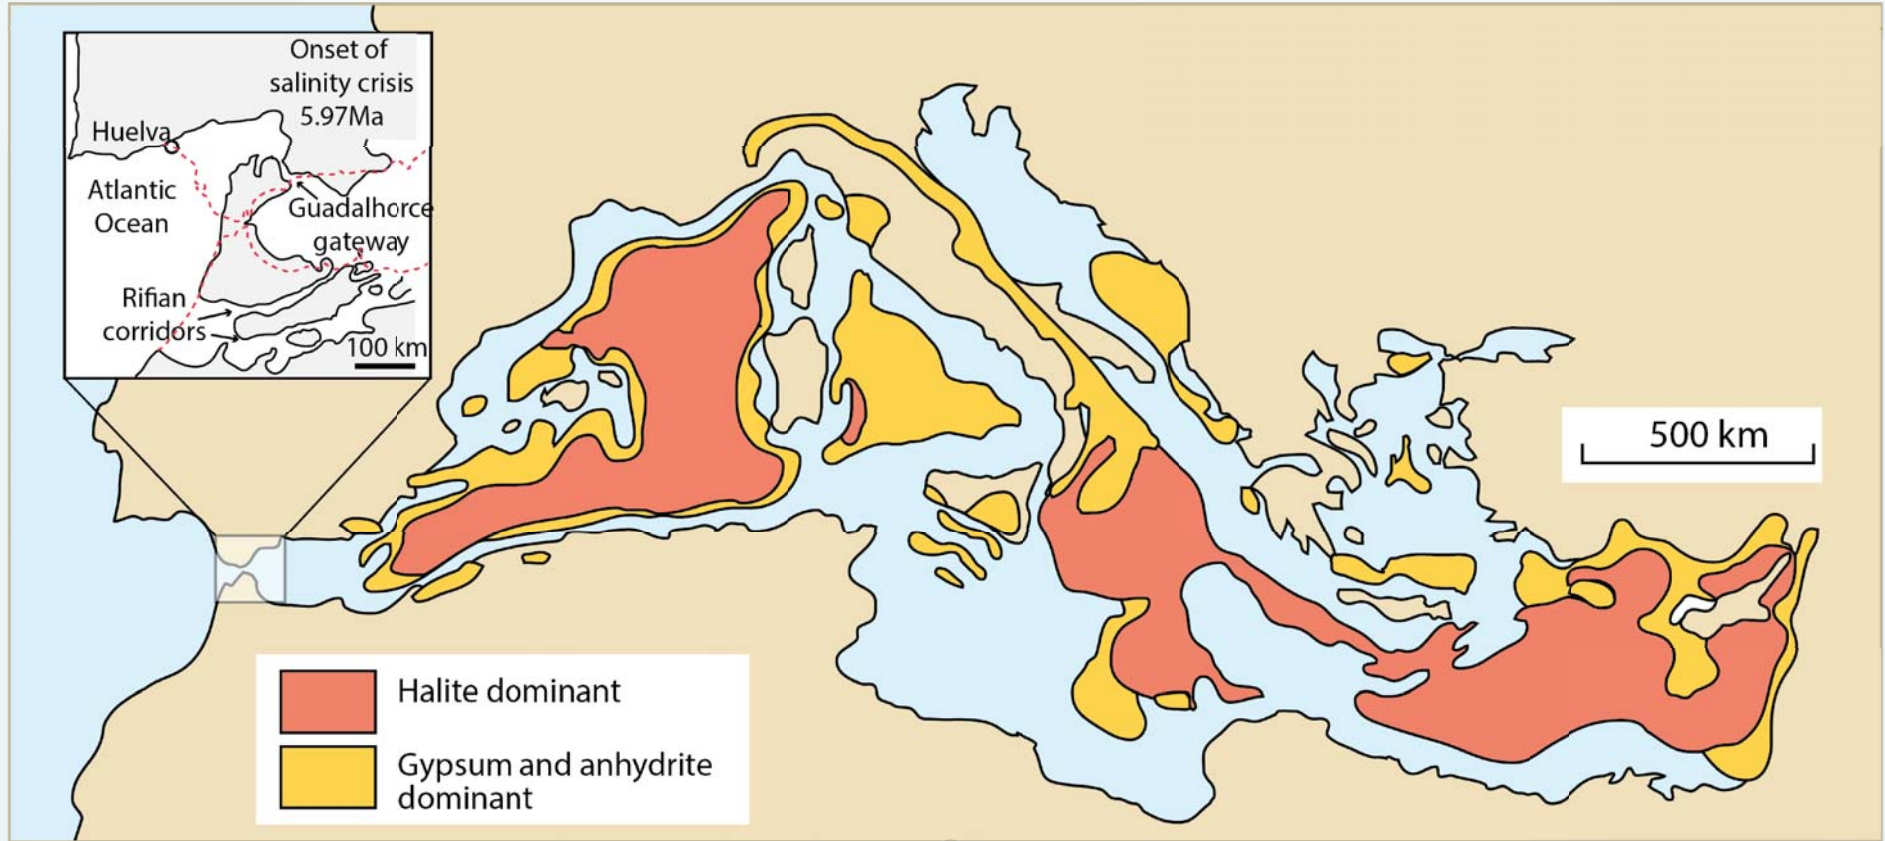 Onset of
salinity crisis
5.97Ma
Huelva
Atlantic
Ocean
Guadalhorce
gateway
Rifian
corridors
100 km
500 km
Halite dominant
Gypsum and anhydrite
dominant